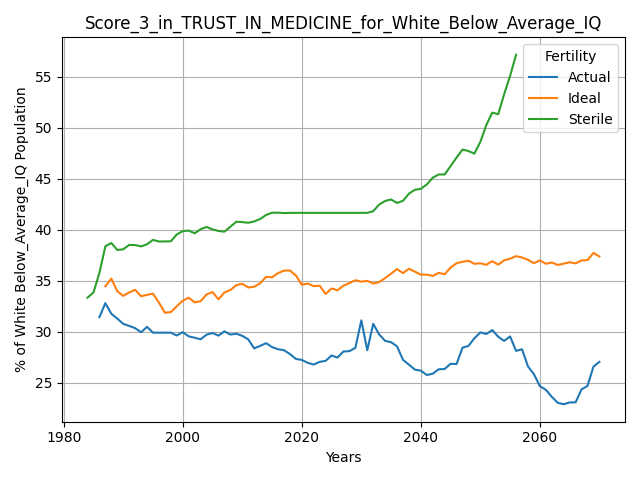 Score_3_in_TRUST_IN_MEDICINE_for_White_Below_Average_IQ
Fertility
Actual
Ideal
Sterile
% of White Below_Average_IQ Population
55
50
45
40
35
30
25
1980
2000
2020
2040
2060
Years